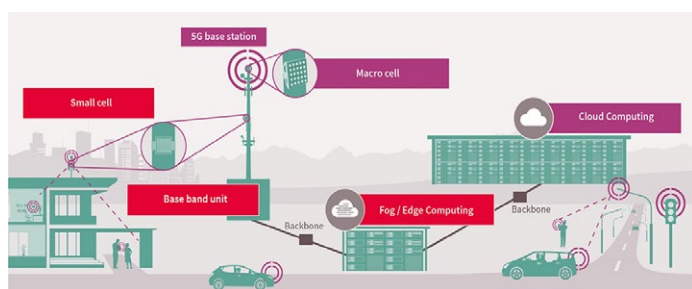 5G base station
Macro cell
Small cell
Cloud Computing
Base band unit
Fog / Edge Computing
Backbone
Backbone